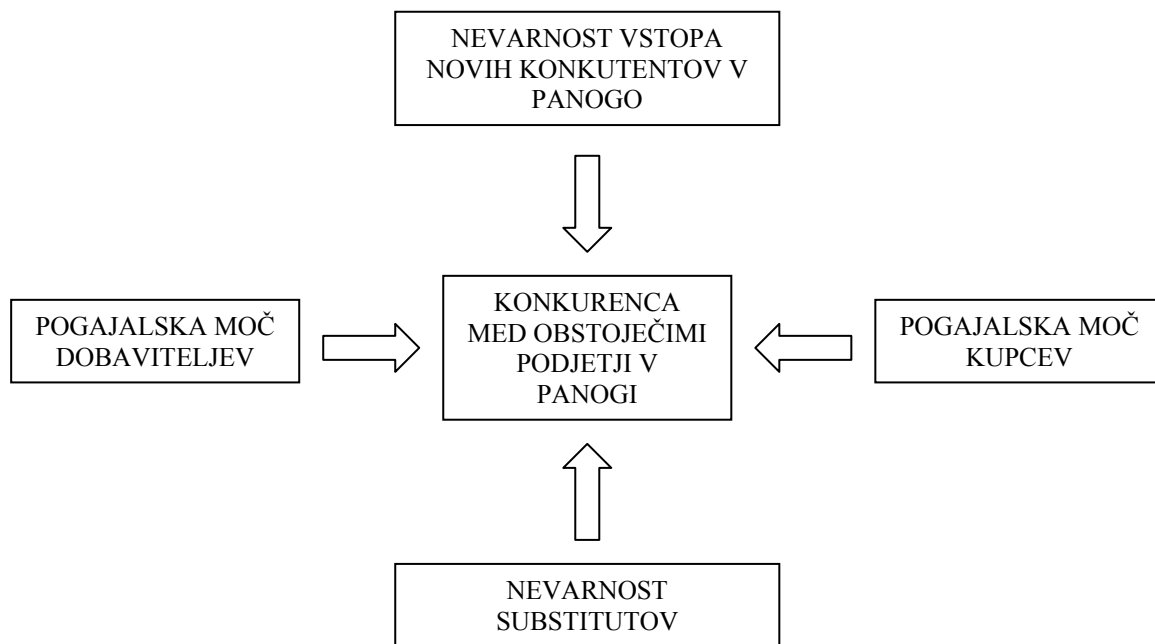 NEVARNOST VSTOPA
NOVIH KONKUTENTOV V
PANOGO
POGAJALSKA MOČ
DOBAVITELJEV
KONKURENCA
MED OBSTOJEČIMI
PODJETJI V
PANOGI
POGAJALSKA MOČ
KUPCEV
NEVARNOST
SUBSTITUTOV